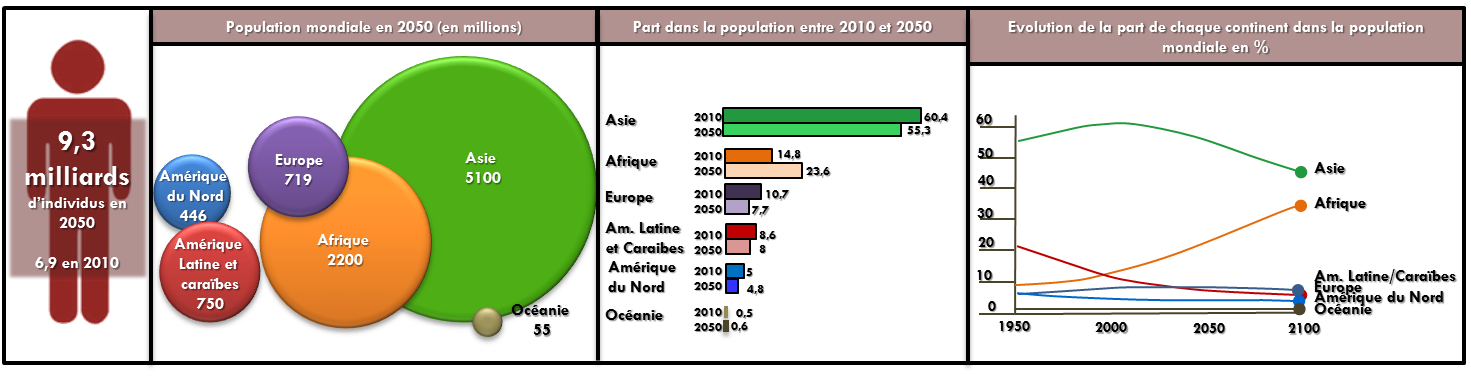 9,3
milliards
d'individus en
2050
6,9 en 2010
Population mondiale en 2050 (en millions)
Amérique
du Nord
446
Europe
719
Asie
5100
Amérique
Latine et
caraïbes
750
Afrique
2200
Océanie
55
Part dans la population entre 2010 et 2050
Asie
2010 60,4
2050 55,3
Afrique
2010 14,8
2050 23,6
Europe
2010 10,7
2050 7,7
Am. Latine
et Caraibes
2010 8,6
2050 8
Amérique
du Nord
2010 5
2050 4,8
Océanie
2010 0,5
2050 0,6
Evolution de la part de chaque continent dans la population
mondiale en %
60
50
40
30
20
10
0
1950 2000 2050 2100
Asie
Afrique
Am. Latine/Caraïbes
Europe
Amérique du Nord
Océanie